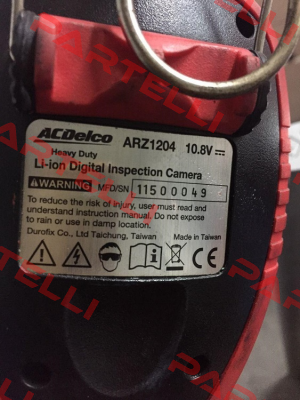 ACDelco ARZ1204 10.8V
Heavy Duty
Li-ion Digital Inspection Camera
WARNING MFD/SN 11500049
To reduce the risk of injury, user must read and
understand instruction manual. Do not expose
to rain or use in damp location.
Durofix Co., Ltd Taichung, Taiwan Made in Taiwan
PARTELLI
PARTELLI
PARTELLI